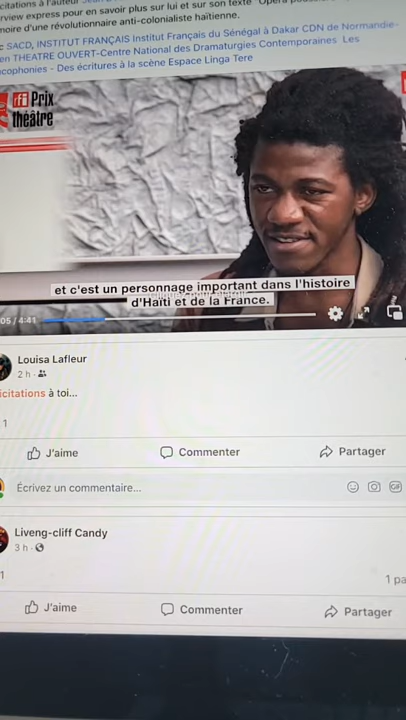 citations à l'auteur
erview express pour en savoir plus sur lui et sur son texte "Opéra
moire d'une révolutionnaire anti-colonialiste haïtienne.
c SACD, INSTITUT FRANÇAIS Institut Français du Sénégal à Dakar CDN de Normandie-
en THEATRE OUVERT-Centre National des Dramaturgies Contemporaines Les
cophonies - Des écritures à la scène Espace Linga Tere
rfi Prix
théâtre
et c'est un personnage important dans l'histoire
d'Haïti et de la France.
05 / 4:41
Louisa Lafleur
2 h
icitations à toi...
1
J'aime
Commenter
Partager
Écrivez un commentaire...
GIF
Liveng-cliff Candy
3 h
1
1 pa
J'aime
Commenter
Partager